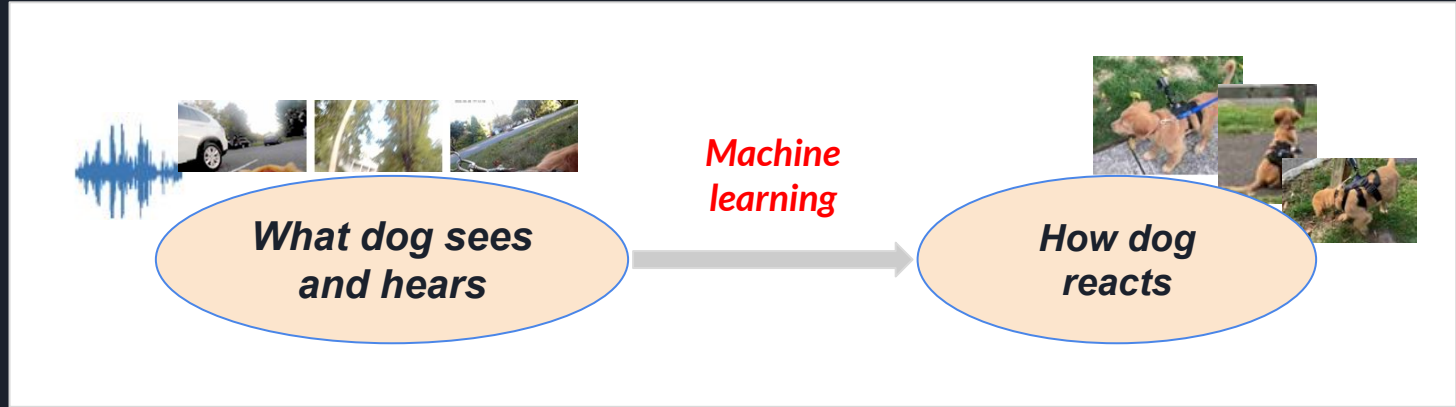 What dog sees
and hears
Machine
learning
How dog
reacts